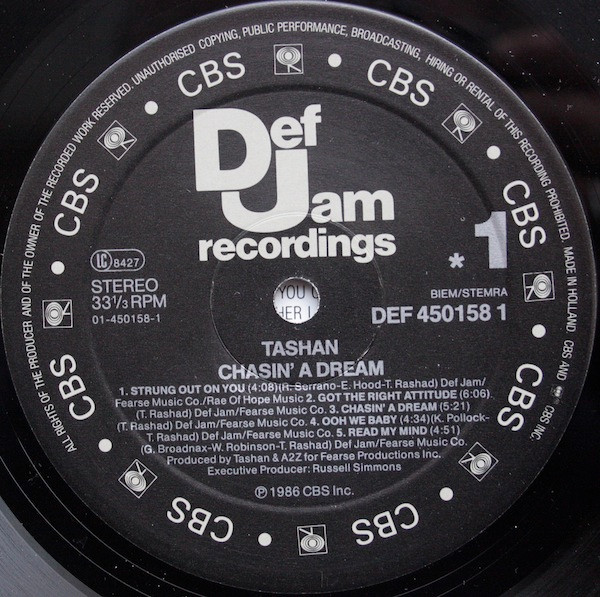 ALL RIGHTS OF THE PRODUCER AND OF THE OWNER OF THE RECORDED WORK RESERVED. UNAUTHORISED COPYING, PUBLIC PERFORMANCE, BROADCASTING, HIRING OR RENTAL OF THIS RECORDING PROHIBITED. MADE IN HOLLAND. CBS AND CBS INC.
CBS
CBS
CBS
CBS
CBS
CBS
CBS
CBS
Def
Jam
recordings
* 1
LC 8427
STEREO
33 1/3 RPM
01-450158-1
YOU
HER
BIEM/STEMRA
DEF 450158 1
TASHAN
CHASIN' A DREAM
1. STRUNG OUT ON YOU (4:08)(R. Serrano-E. Hood-T. Rashad) Def Jam/
Fearse Music Co./Rae Of Hope Music 2. GOT THE RIGHT ATTITUDE (6:06)
(T. Rashad) Def Jam/Fearse Music Co. 3. CHASIN' A DREAM (5:21)
(T. Rashad) Def Jam/Fearse Music Co. 4. OOH WE BABY (4:34)(K. Pollock-
T. Rashad) Def Jam/Fearse Music Co. 5. READ MY MIND (4:51)
(G. Broadnax-W. Robinson-T. Rashad) Def Jam/Fearse Music Co.
Produced by Tashan & A2Z for Fearse Productions Inc.
Executive Producer: Russell Simmons
℗ 1986 CBS Inc.